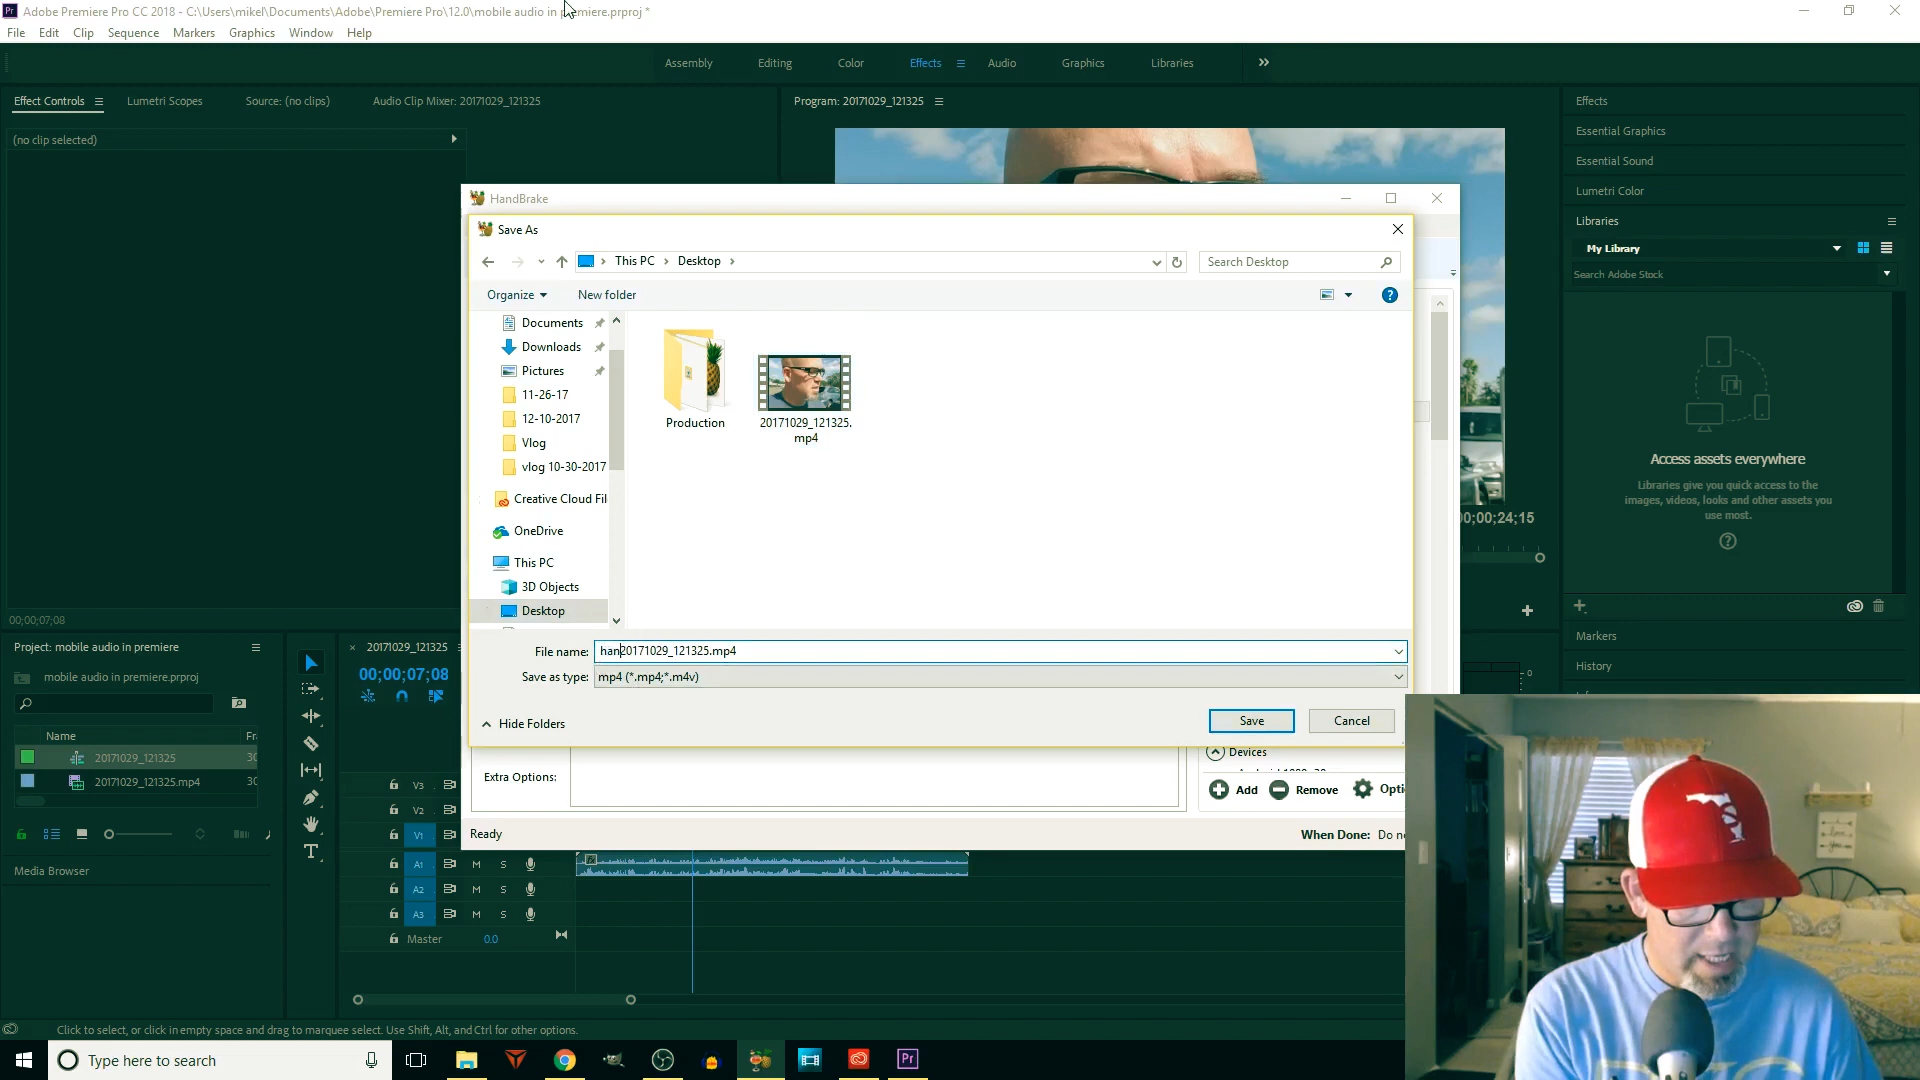 Adobe Premiere Pro CC 2018 - C:\Users\mikel\Documents\Adobe\Premiere Pro\12.0\mobile audio in premiere.prproj *
File Edit Clip Sequence Markers Graphics Window Help
Assembly Editing Color Effects Audio Graphics Libraries
Effect Controls Lumetri Scopes Source: (no clips) Audio Clip Mixer: 20171029_121325
Program: 20171029_121325
(no clip selected)
00;00;07;08
Effects
Essential Graphics
Essential Sound
Lumetri Color
Libraries
My Library
Search Adobe Stock
Access assets everywhere
Libraries give you quick access to the
images, videos, looks and other assets you
use most.
Markers
History
00;00;24;15
HandBrake
Save As
This PC Desktop
Search Desktop
Organize New folder
Documents
Downloads
Pictures
11-26-17
12-10-2017
Vlog
vlog 10-30-2017
Creative Cloud Fil
OneDrive
This PC
3D Objects
Desktop
Production
20171029_121325.
mp4
File name: han20171029_121325.mp4
Save as type: mp4 (*.mp4;*.m4v)
Hide Folders
Save Cancel
Extra Options:
Devices
Add Remove Opti
Ready
When Done: Do n
Project: mobile audio in premiere
mobile audio in premiere.prproj
Name Fr
20171029_121325 30
20171029_121325.mp4 30
Media Browser
20171029_121325
00;00;07;08
V3
V2
V1
A1 M S
A2 M S
A3 M S
Master 0.0
Click to select, or click in empty space and drag to marquee select. Use Shift, Alt, and Ctrl for other options.
Type here to search